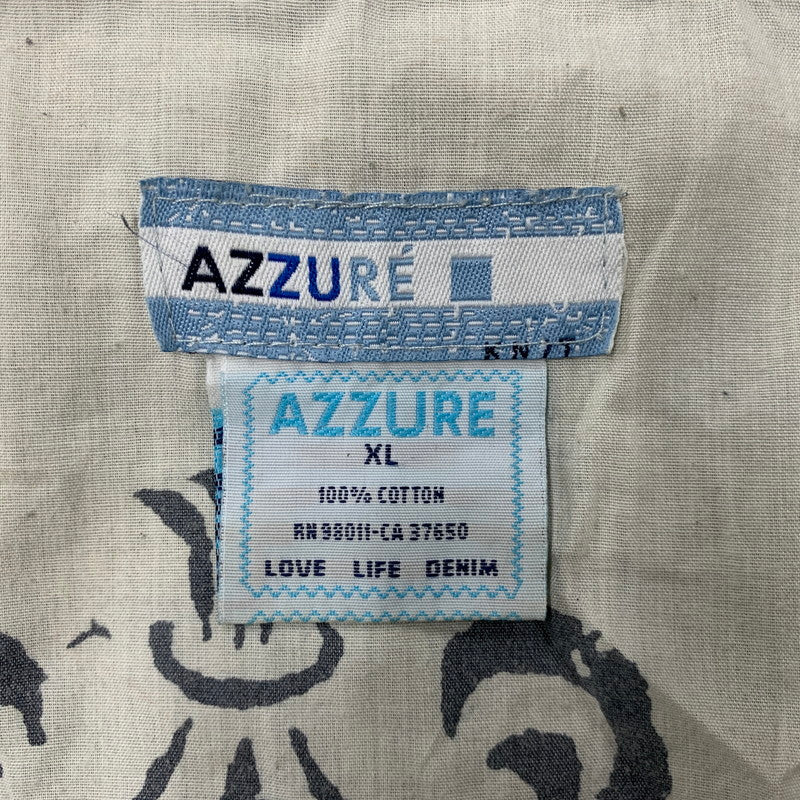 AZZURÉ
KNIT
AZZURE
XL
100% COTTON
RN 98011-CA 37650
LOVE LIFE DENIM